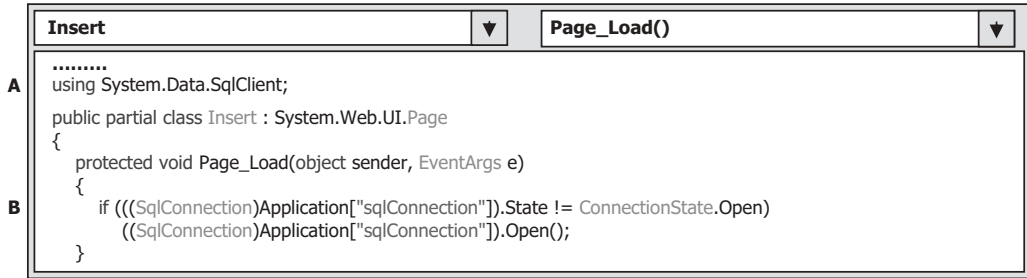 Insert Page_Load()
.........
A using System.Data.SqlClient;
public partial class Insert : System.Web.UI.Page
{
protected void Page_Load(object sender, EventArgs e)
{
B if (((SqlConnection)Application["sqlConnection"]).State != ConnectionState.Open)
((SqlConnection)Application["sqlConnection"]).Open();
}